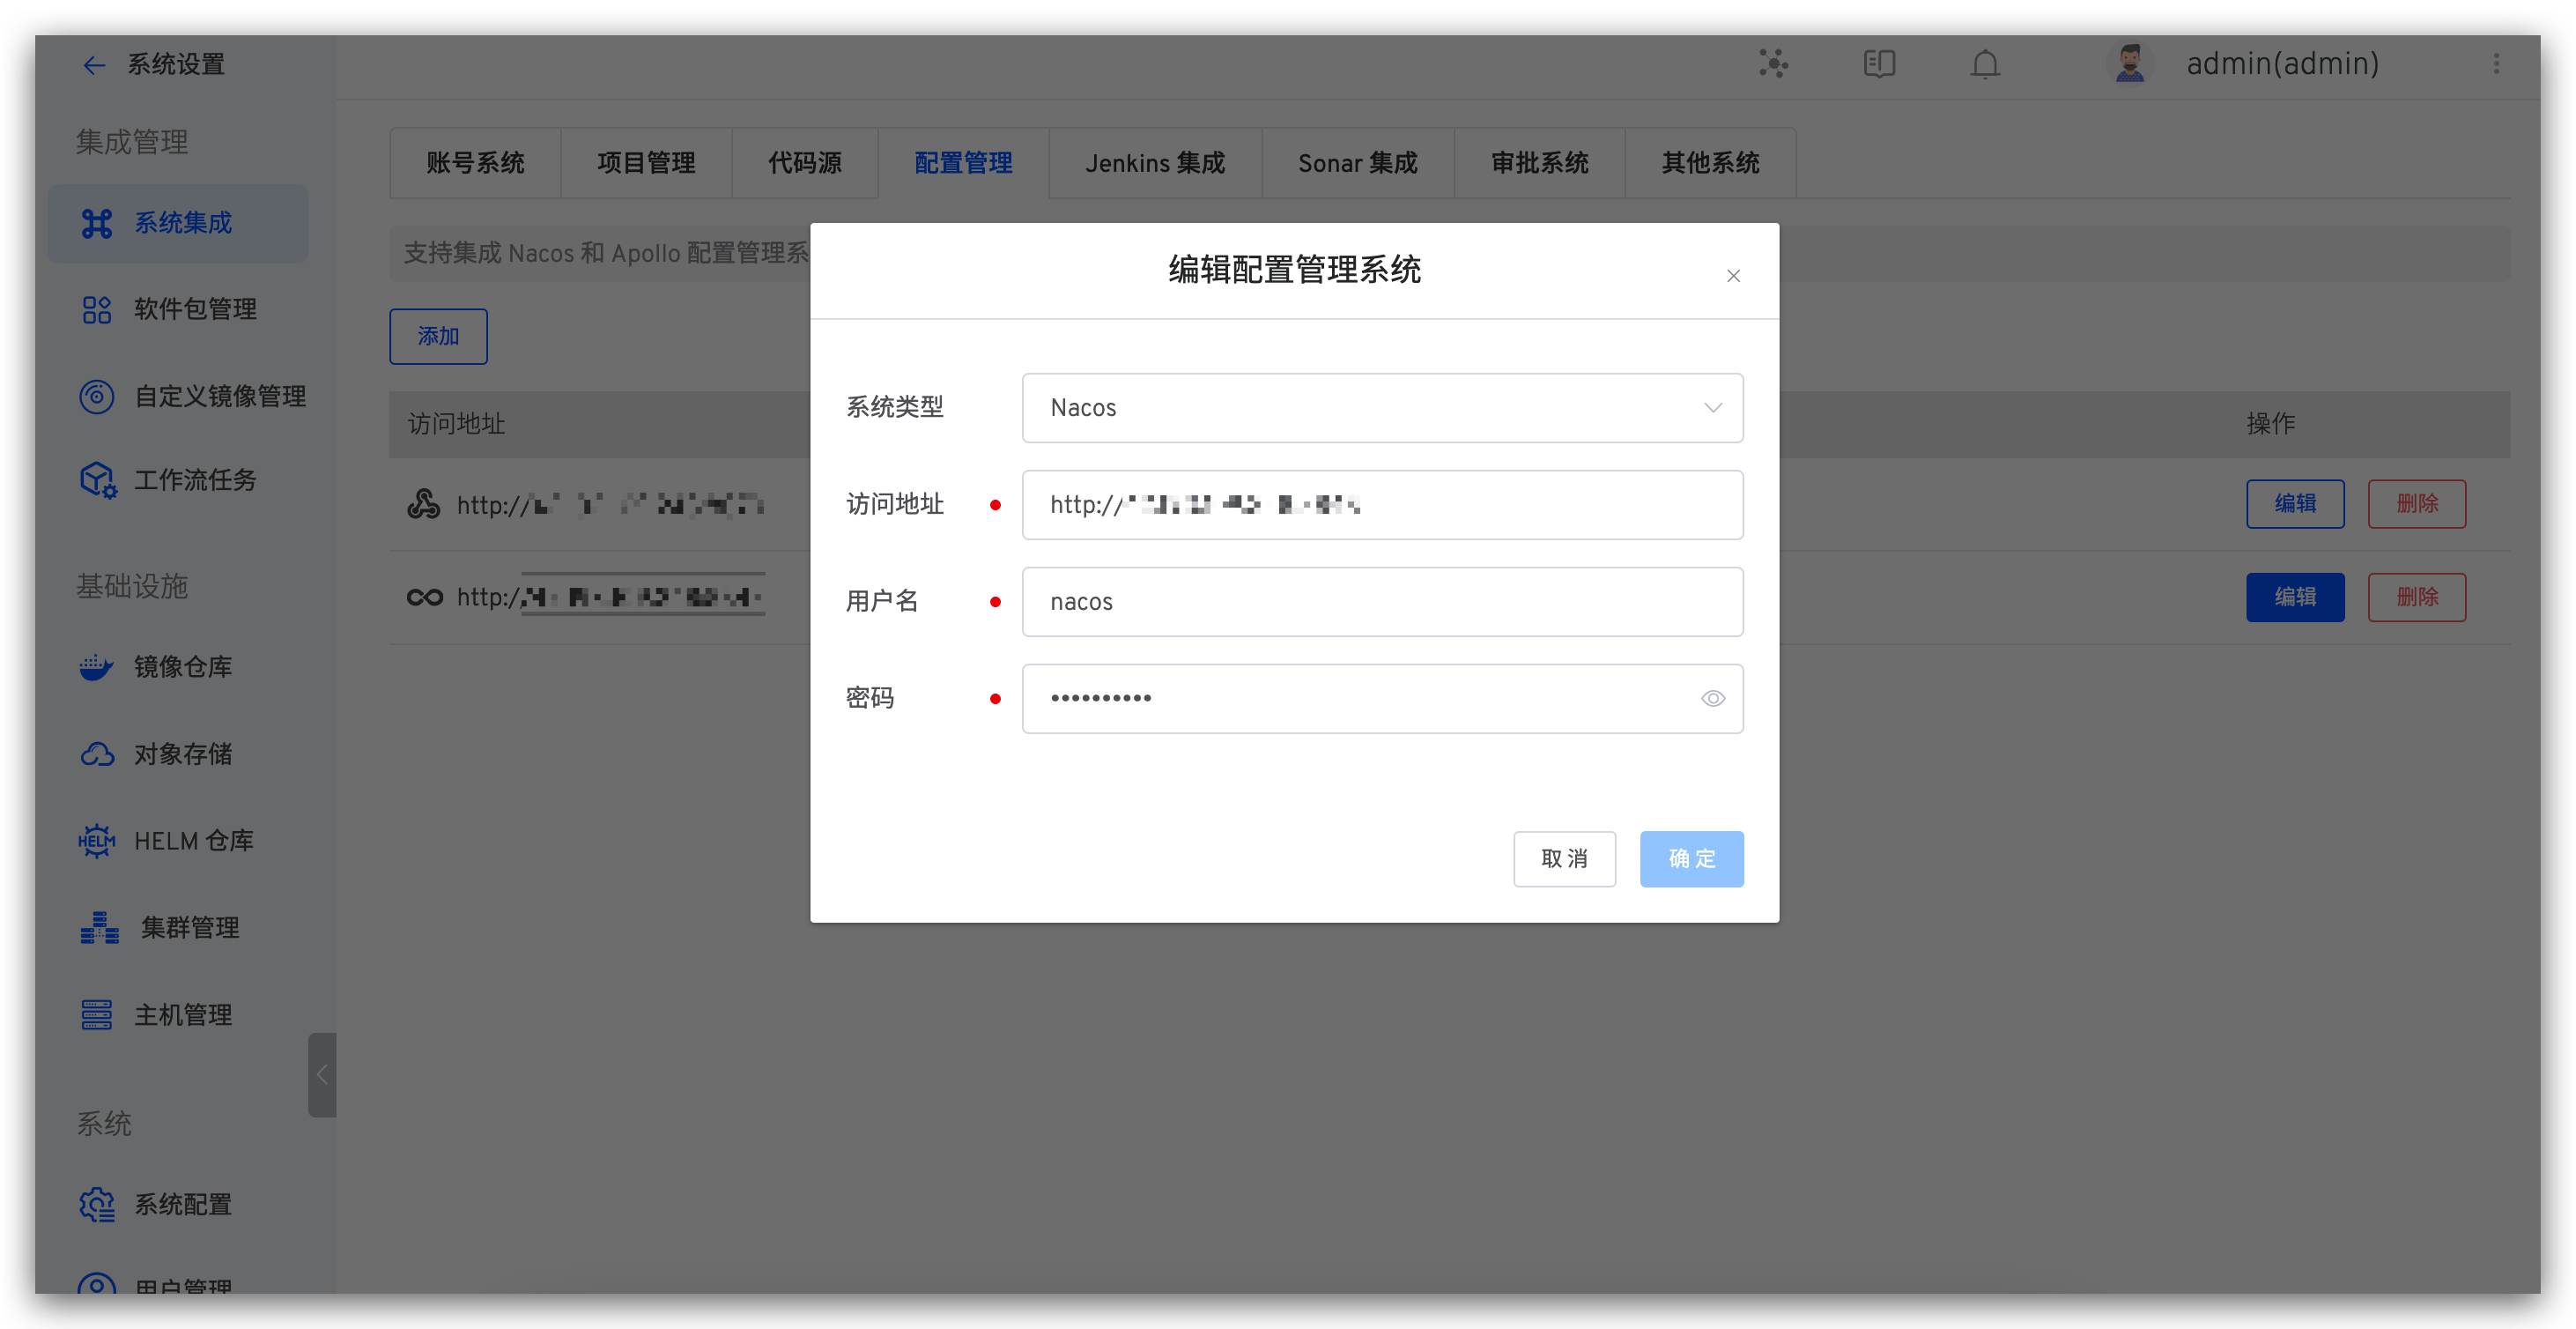 系统设置
admin(admin)
集成管理
系统集成
软件包管理
自定义镜像管理
工作流任务
基础设施
镜像仓库
对象存储
HELM HELM 仓库
集群管理
主机管理
系统
系统配置
用户管理
账号系统
项目管理
代码源
配置管理
Jenkins 集成
Sonar 集成
审批系统
其他系统
支持集成 Nacos 和 Apollo 配置管理系
添加
访问地址
操作
http://
编辑
删除
http:/
编辑
删除
编辑配置管理系统
系统类型
Nacos
访问地址
http://
用户名
nacos
密码
••••••••••
取消
确定